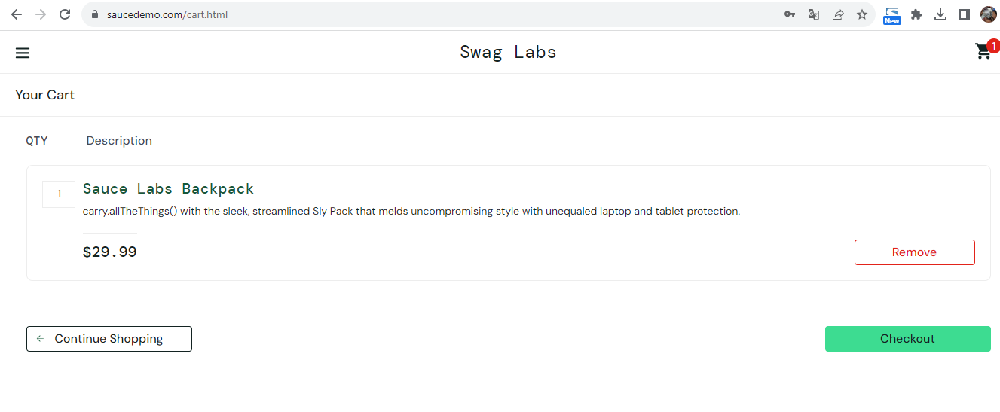 saucedemo.com/cart.html
New
Swag Labs
1
Your Cart
QTY Description
1 Sauce Labs Backpack
carry.allTheThings() with the sleek, streamlined Sly Pack that melds uncompromising style with unequaled laptop and tablet protection.
$29.99 Remove
Continue Shopping Checkout